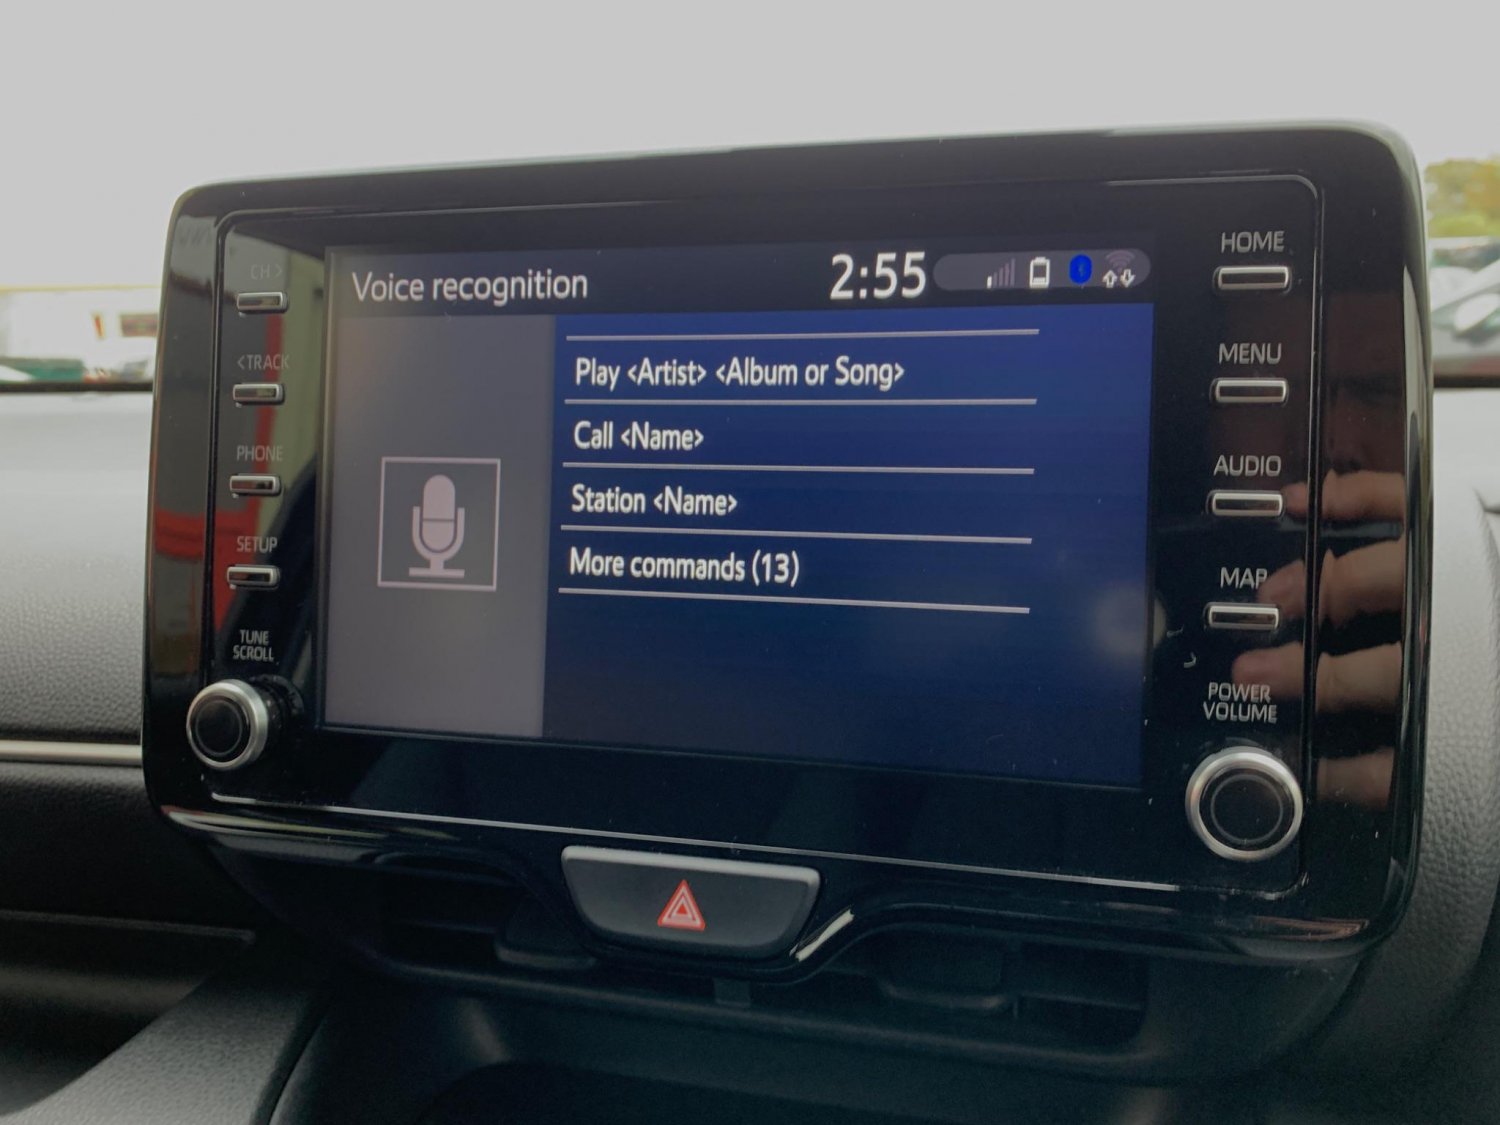 Voice recognition 2:55
Play <Artist> <Album or Song>
Call <Name>
Station <Name>
More commands (13)
CH >
< TRACK
PHONE
SETUP
TUNE
SCROLL
HOME
MENU
AUDIO
MAP
POWER
VOLUME